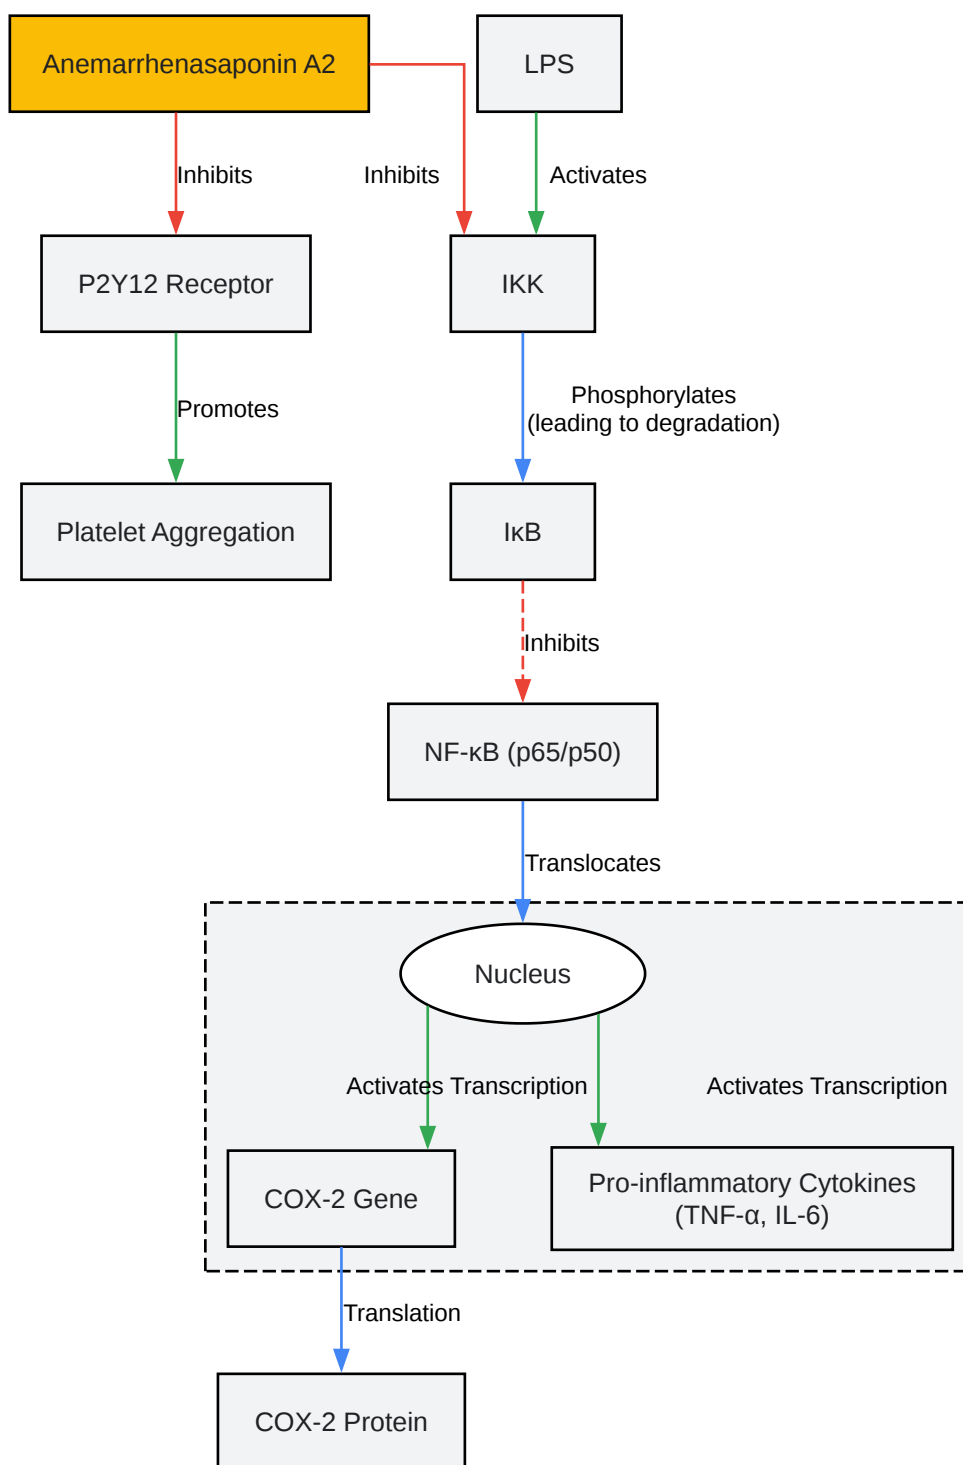 Anemarrhenasaponin A2
LPS
Inhibits
Inhibits
Activates
P2Y12 Receptor
IKK
Promotes
Phosphorylates
(leading to degradation)
Platelet Aggregation
IκB
Inhibits
NF-κB (p65/p50)
Translocates
Nucleus
Activates Transcription
Activates Transcription
COX-2 Gene
Pro-inflammatory Cytokines
(TNF-α, IL-6)
Translation
COX-2 Protein